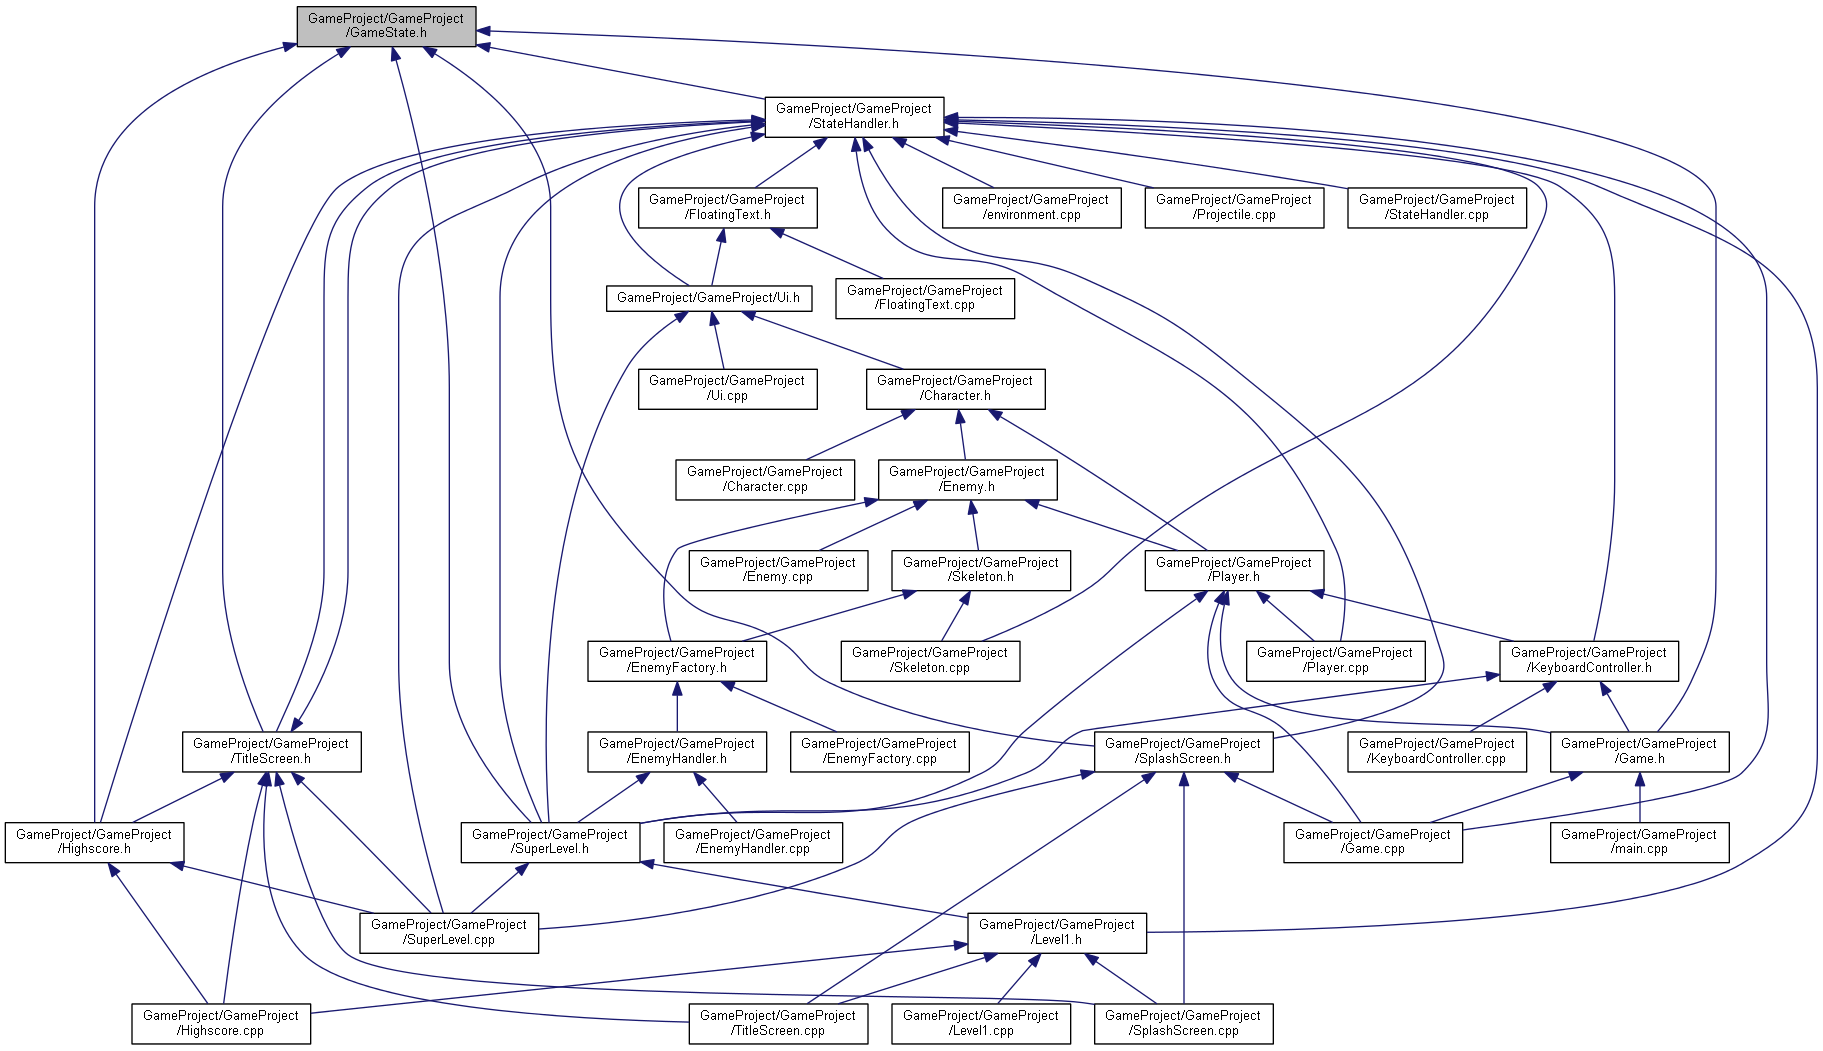 GameProject/GameProject
/GameState.h
GameProject/GameProject
/StateHandler.h
GameProject/GameProject
/FloatingText.h
GameProject/GameProject
/environment.cpp
GameProject/GameProject
/Projectile.cpp
GameProject/GameProject
/StateHandler.cpp
GameProject/GameProject/Ui.h
GameProject/GameProject
/FloatingText.cpp
GameProject/GameProject
/Ui.cpp
GameProject/GameProject
/Character.h
GameProject/GameProject
/Character.cpp
GameProject/GameProject
/Enemy.h
GameProject/GameProject
/Enemy.cpp
GameProject/GameProject
/Skeleton.h
GameProject/GameProject
/Player.h
GameProject/GameProject
/EnemyFactory.h
GameProject/GameProject
/Skeleton.cpp
GameProject/GameProject
/Player.cpp
GameProject/GameProject
/KeyboardController.h
GameProject/GameProject
/TitleScreen.h
GameProject/GameProject
/EnemyHandler.h
GameProject/GameProject
/EnemyFactory.cpp
GameProject/GameProject
/SplashScreen.h
GameProject/GameProject
/KeyboardController.cpp
GameProject/GameProject
/Game.h
GameProject/GameProject
/Highscore.h
GameProject/GameProject
/SuperLevel.h
GameProject/GameProject
/EnemyHandler.cpp
GameProject/GameProject
/Game.cpp
GameProject/GameProject
/main.cpp
GameProject/GameProject
/SuperLevel.cpp
GameProject/GameProject
/Level1.h
GameProject/GameProject
/Highscore.cpp
GameProject/GameProject
/TitleScreen.cpp
GameProject/GameProject
/Level1.cpp
GameProject/GameProject
/SplashScreen.cpp